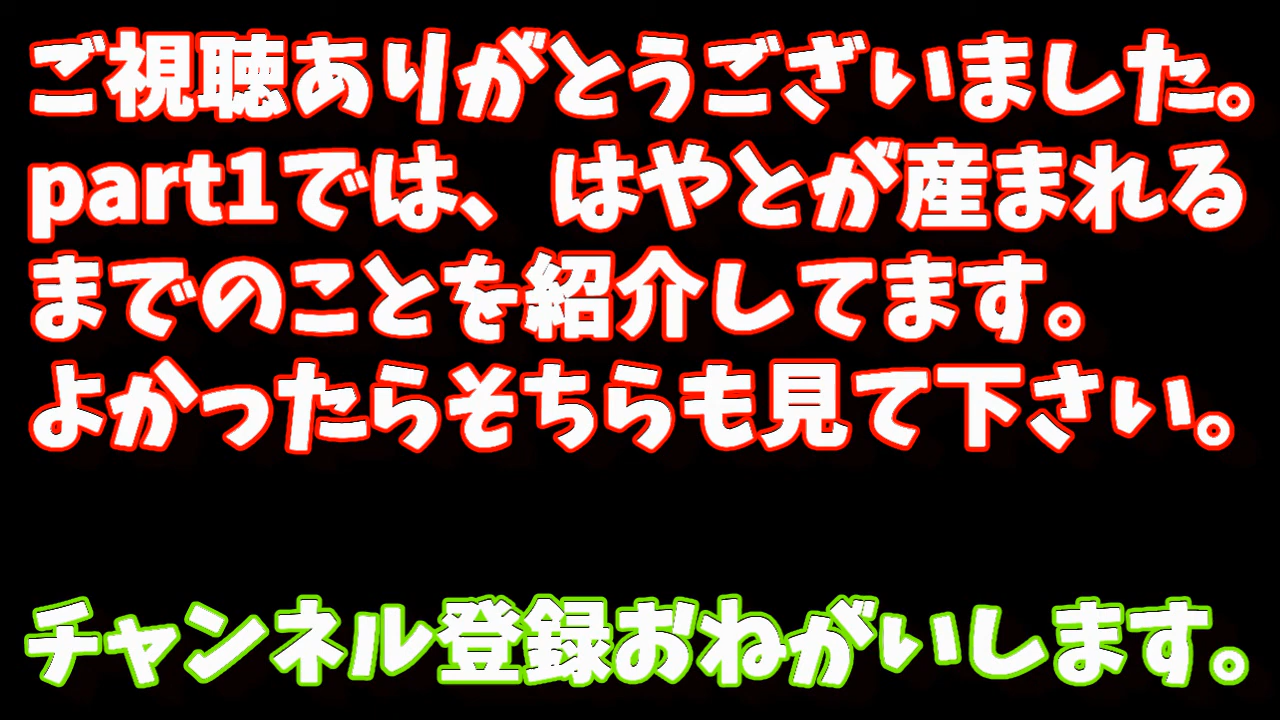 ご視聴ありがとうございました。
part1では、はやとが産まれる
までのことを紹介してます。
よかったらそちらも見て下さい。
チャンネル登録おねがいします。